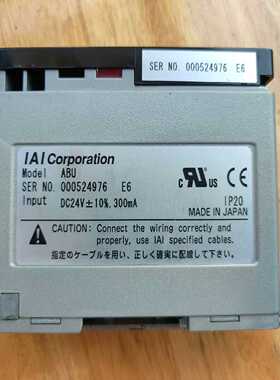 SER NO. 000524976 E6
IAI Corporation
Model ABU
SER NO. 000524976 E6
Input DC24V±10%, 300mA
c RU us CE
IP20
MADE IN JAPAN
CAUTION: Connect the wiring correctly and
properly, use IAI specified cables.
指定のケーブルを用い、正しく確実に配線して下さい。